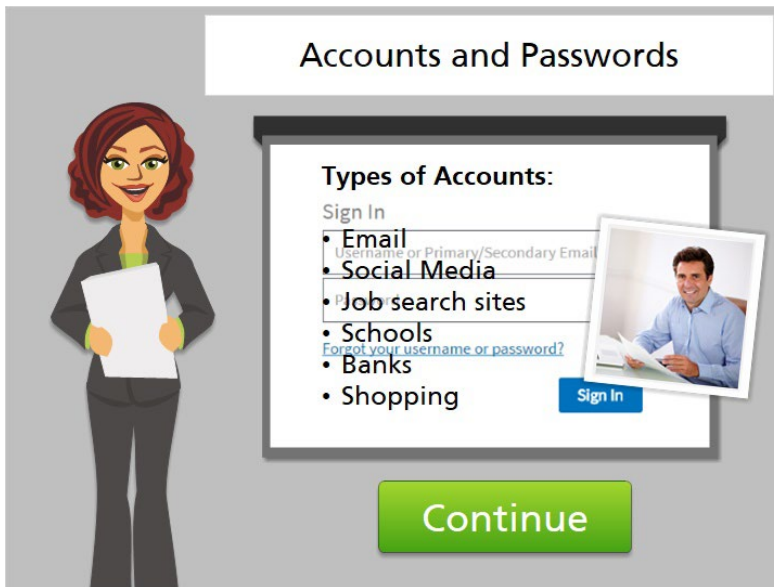 Accounts and Passwords
Types of Accounts:
Sign In
• Email
Username or Primary/Secondary Email
• Social Media
• Job search sites
Password
• Schools
Forgot your username or password?
• Banks
• Shopping
Sign In
Continue